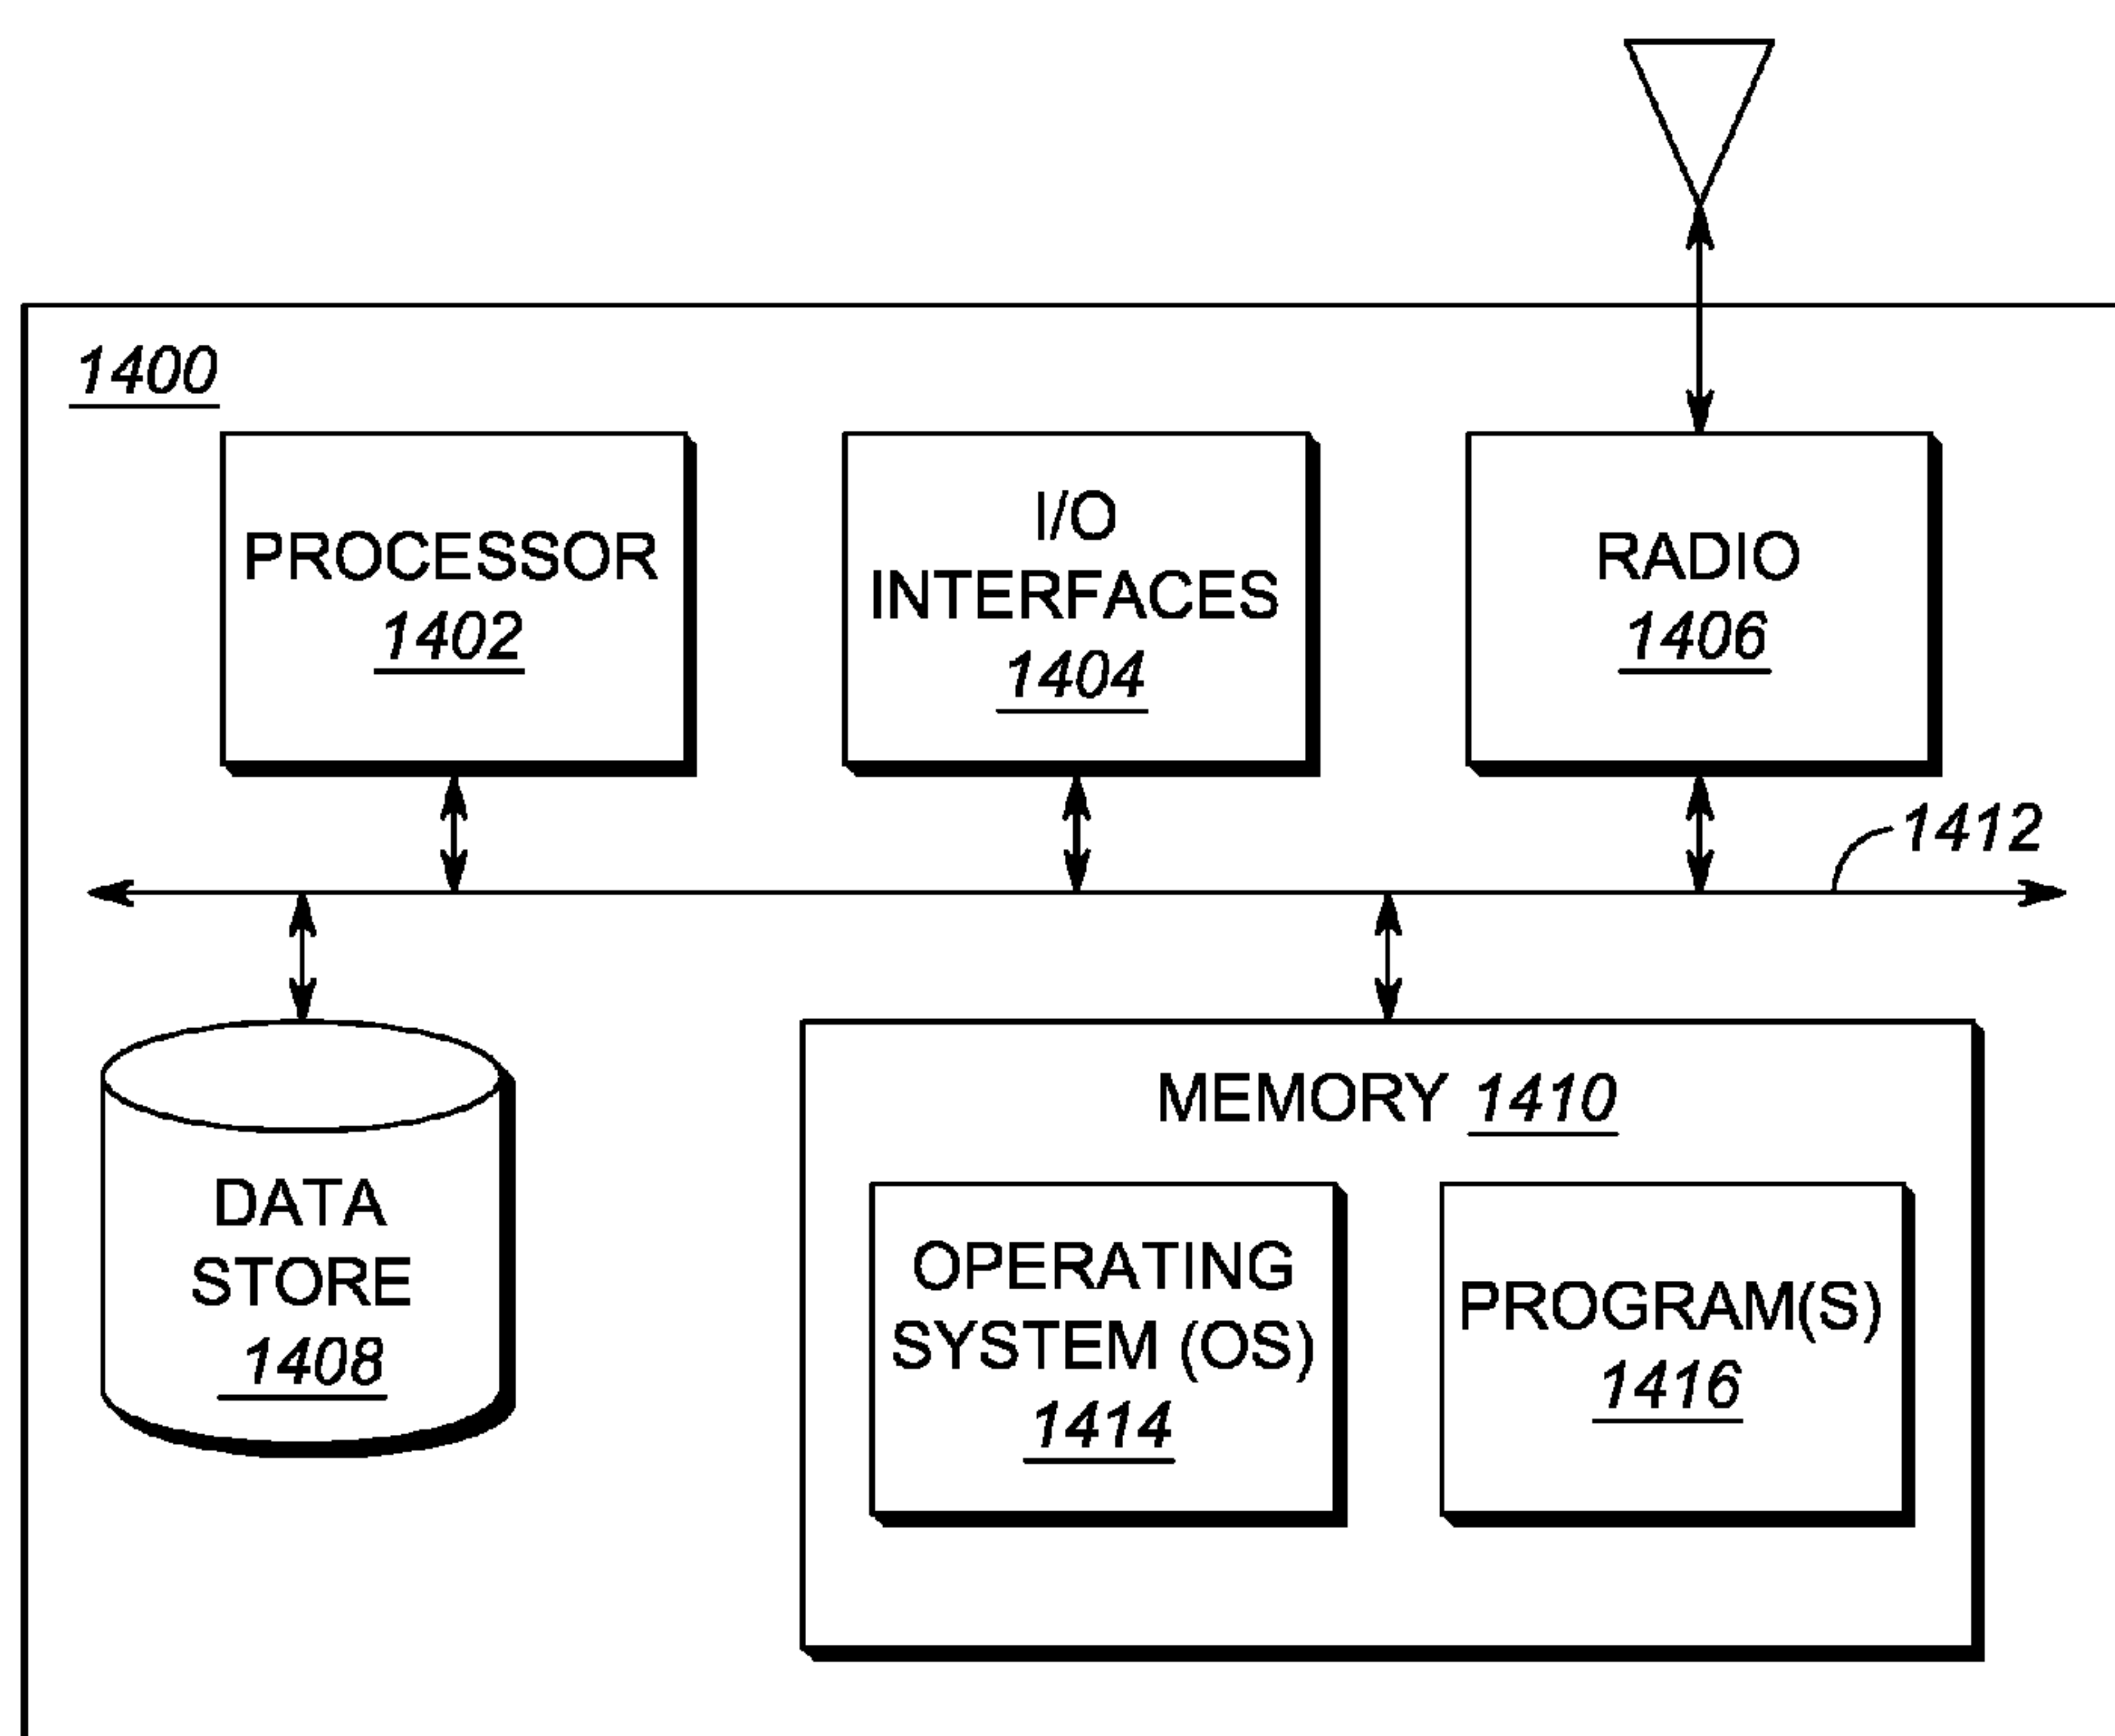 1400
PROCESSOR
1402
I/O
INTERFACES
1404
RADIO
1406
1412
DATA
STORE
1408
MEMORY 1410
OPERATING
SYSTEM (OS)
1414
PROGRAM(S)
1416